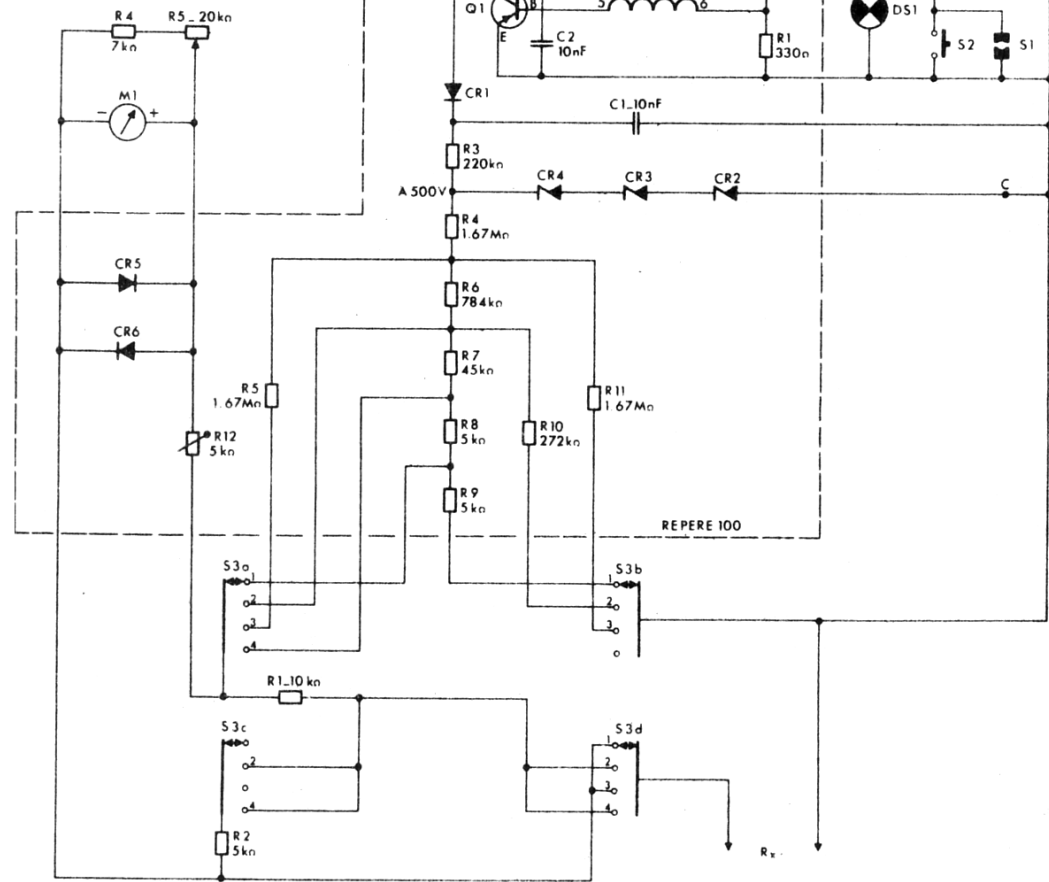 R4
7kΩ
R5_20kΩ
M1
− +
Q1
B
E
5
6
C2
10nF
R1
330Ω
DS1
S2
S1
CR1
C1_10nF
R3
220kΩ
A 500V
CR4
CR3
CR2
C
R4
1.67MΩ
CR5
R6
784kΩ
CR6
R7
45kΩ
R5
1.67MΩ
R11
1.67MΩ
R12
5kΩ
R8
5kΩ
R10
272kΩ
R9
5kΩ
REPERE 100
S3a
1
2
3
4
S3b
1
2
3
R1_10 kΩ
S3c
2
4
S3d
1
2
3
4
R2
5kΩ
Rx